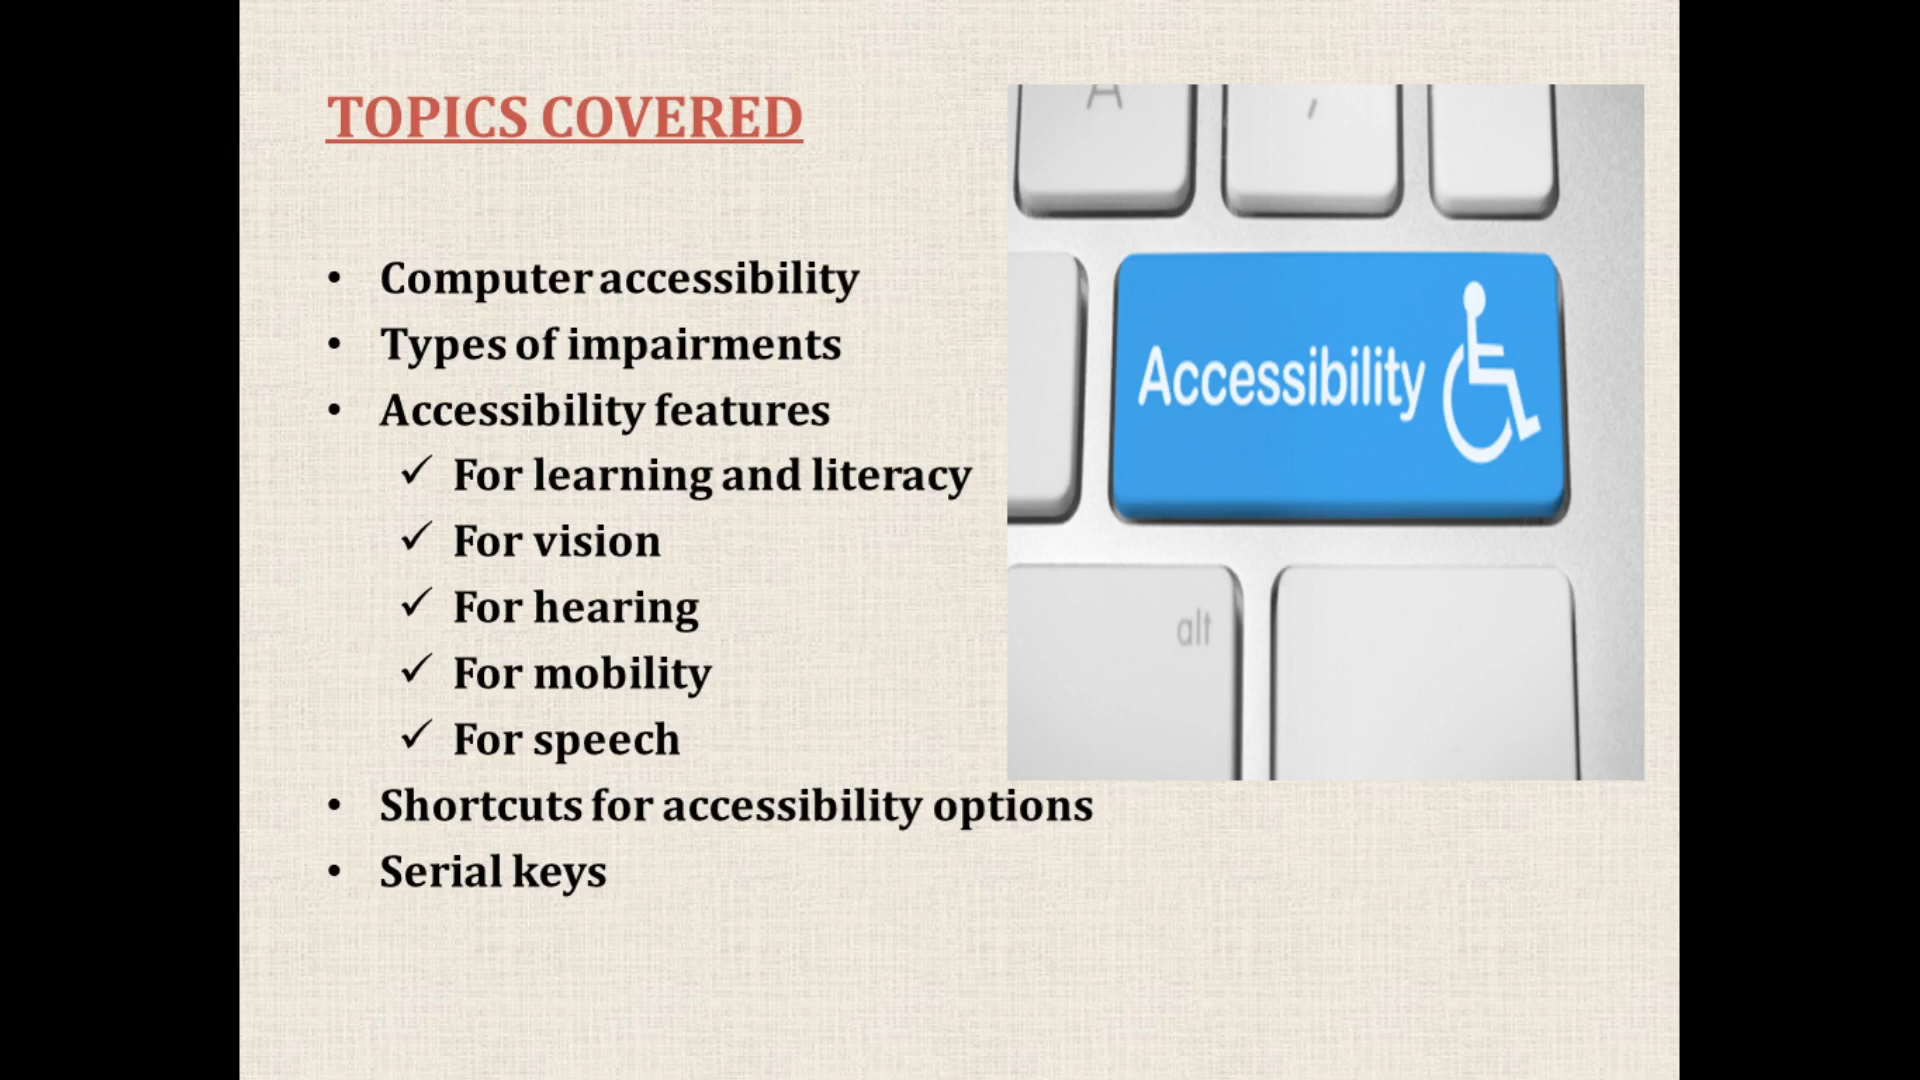 TOPICS COVERED
• Computer accessibility
• Types of impairments
• Accessibility features
✓ For learning and literacy
✓ For vision
✓ For hearing
✓ For mobility
✓ For speech
• Shortcuts for accessibility options
• Serial keys
A
,
Accessibility
alt